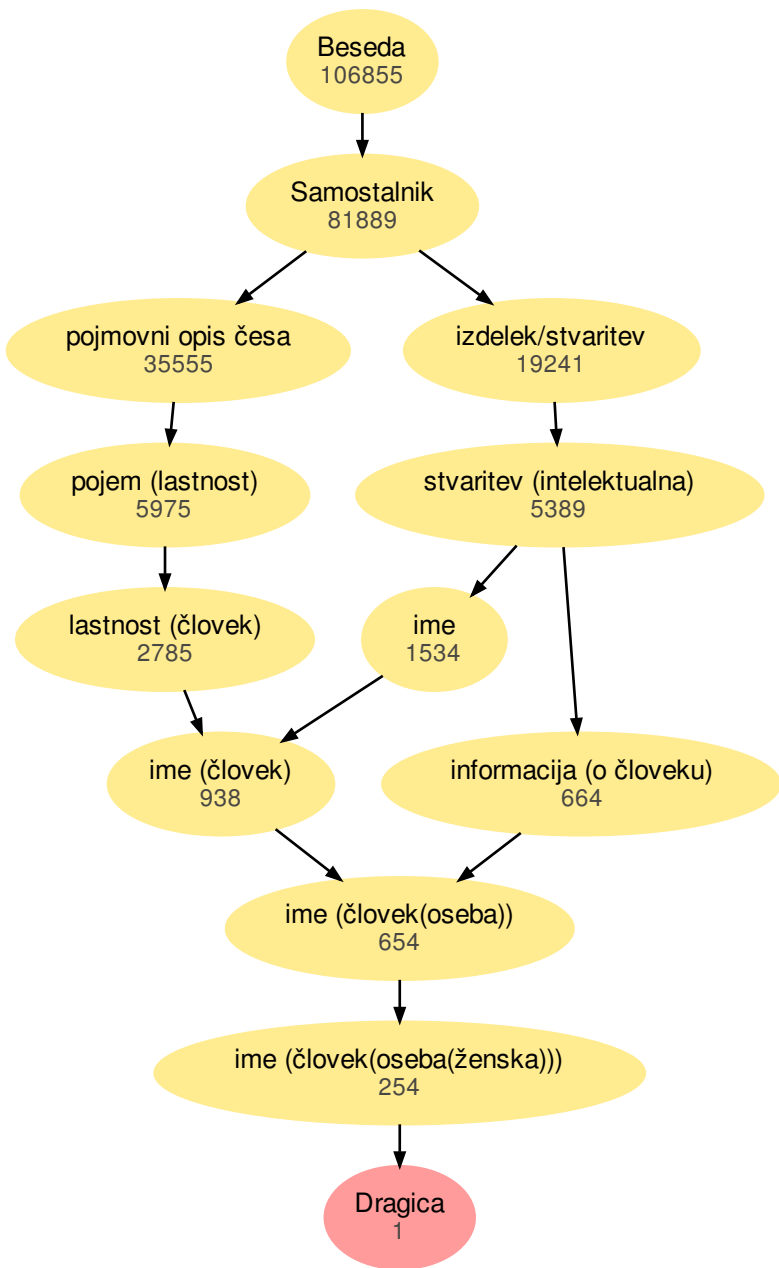 Beseda
106855
Samostalnik
81889
pojmovni opis česa
35555
izdelek/stvaritev
19241
pojem (lastnost)
5975
stvaritev (intelektualna)
5389
lastnost (človek)
2785
ime
1534
ime (človek)
938
informacija (o človeku)
664
ime (človek(oseba))
654
ime (človek(oseba(ženska)))
254
Dragica
1